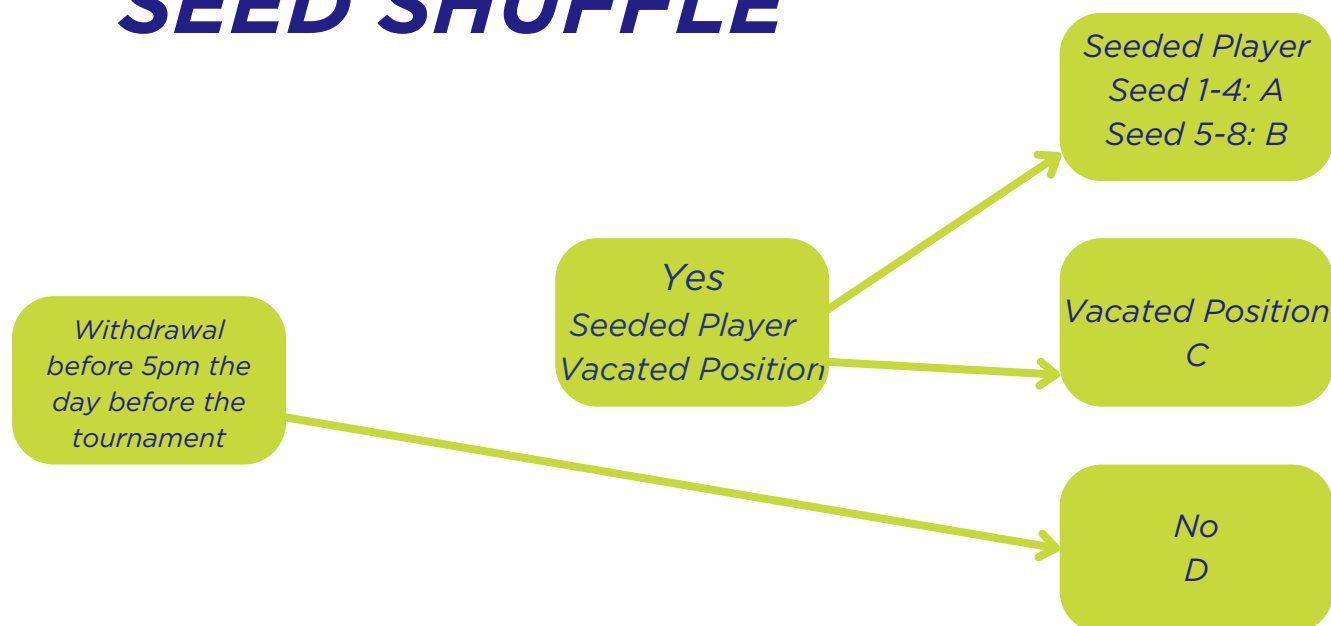 SEED SHUFFLE
Seeded Player
Seed 1-4: A
Seed 5-8: B
Yes
Seeded Player
Vacated Position
Vacated Position
C
Withdrawal
before 5pm the
day before the
tournament
No
D